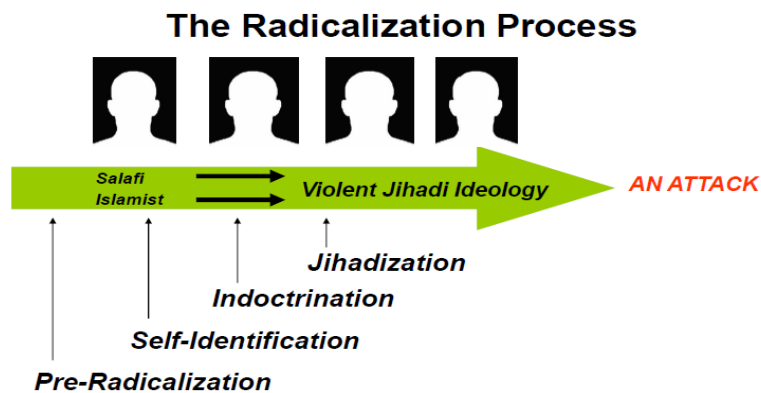 The Radicalization Process
Salafi
Islamist
Violent Jihadi Ideology
AN ATTACK
Jihadization
Indoctrination
Self-Identification
Pre-Radicalization